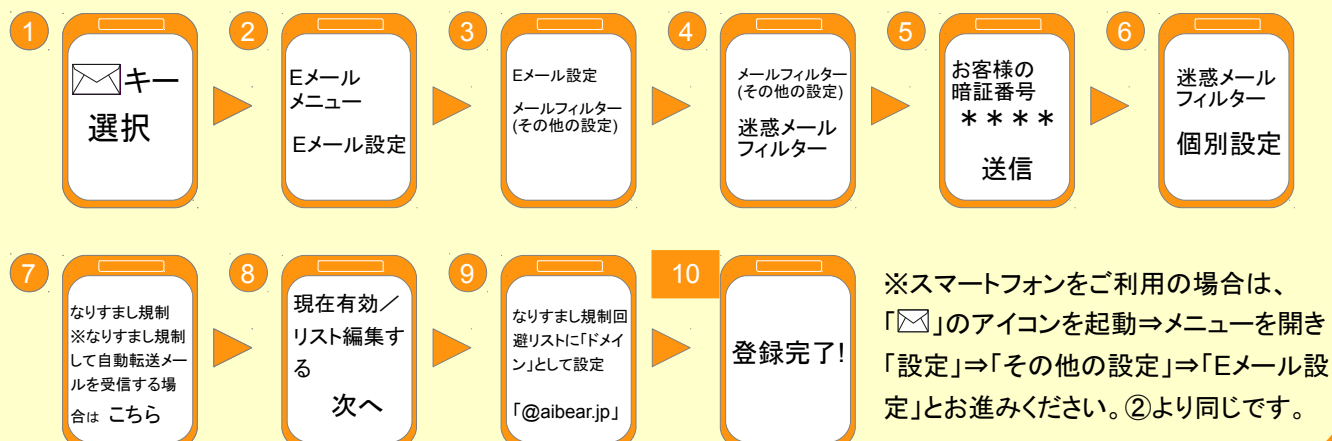 1
キー
選択
2
Eメール
メニュー
Eメール設定
3
Eメール設定
メールフィルター
(その他の設定)
4
メールフィルター
(その他の設定)
迷惑メール
フィルター
5
お客様の
暗証番号
＊＊＊＊
送信
6
迷惑メール
フィルター
個別設定
7
なりすまし規制
※なりすまし規制
して自動転送メー
ルを受信する場
合は こちら
8
現在有効／
リスト編集す
る
次へ
9
なりすまし規制回
避リストに「ドメイ
ン」として設定
「@aibear.jp」
10
登録完了!
※スマートフォンをご利用の場合は、
「」のアイコンを起動⇒メニューを開き
「設定」⇒「その他の設定」⇒「Eメール設
定」とお進みください。②より同じです。